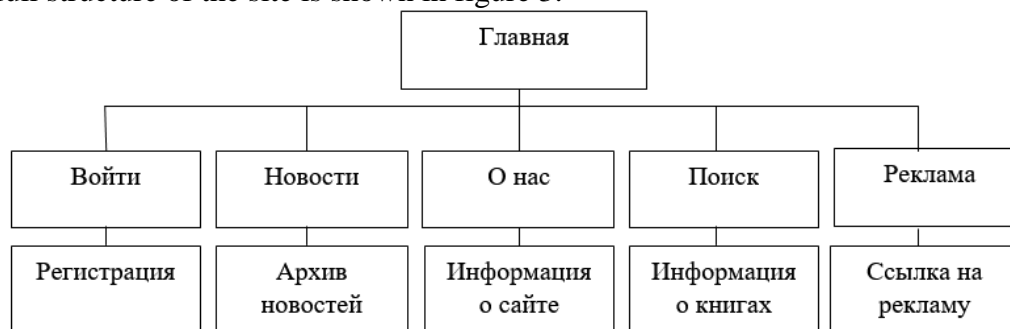 structure of the site is shown in figure 3.
Главная
Войти
Новости
О нас
Поиск
Реклама
Регистрация
Архив
новостей
Информация
о сайте
Информация
о книгах
Ссылка на
рекламу